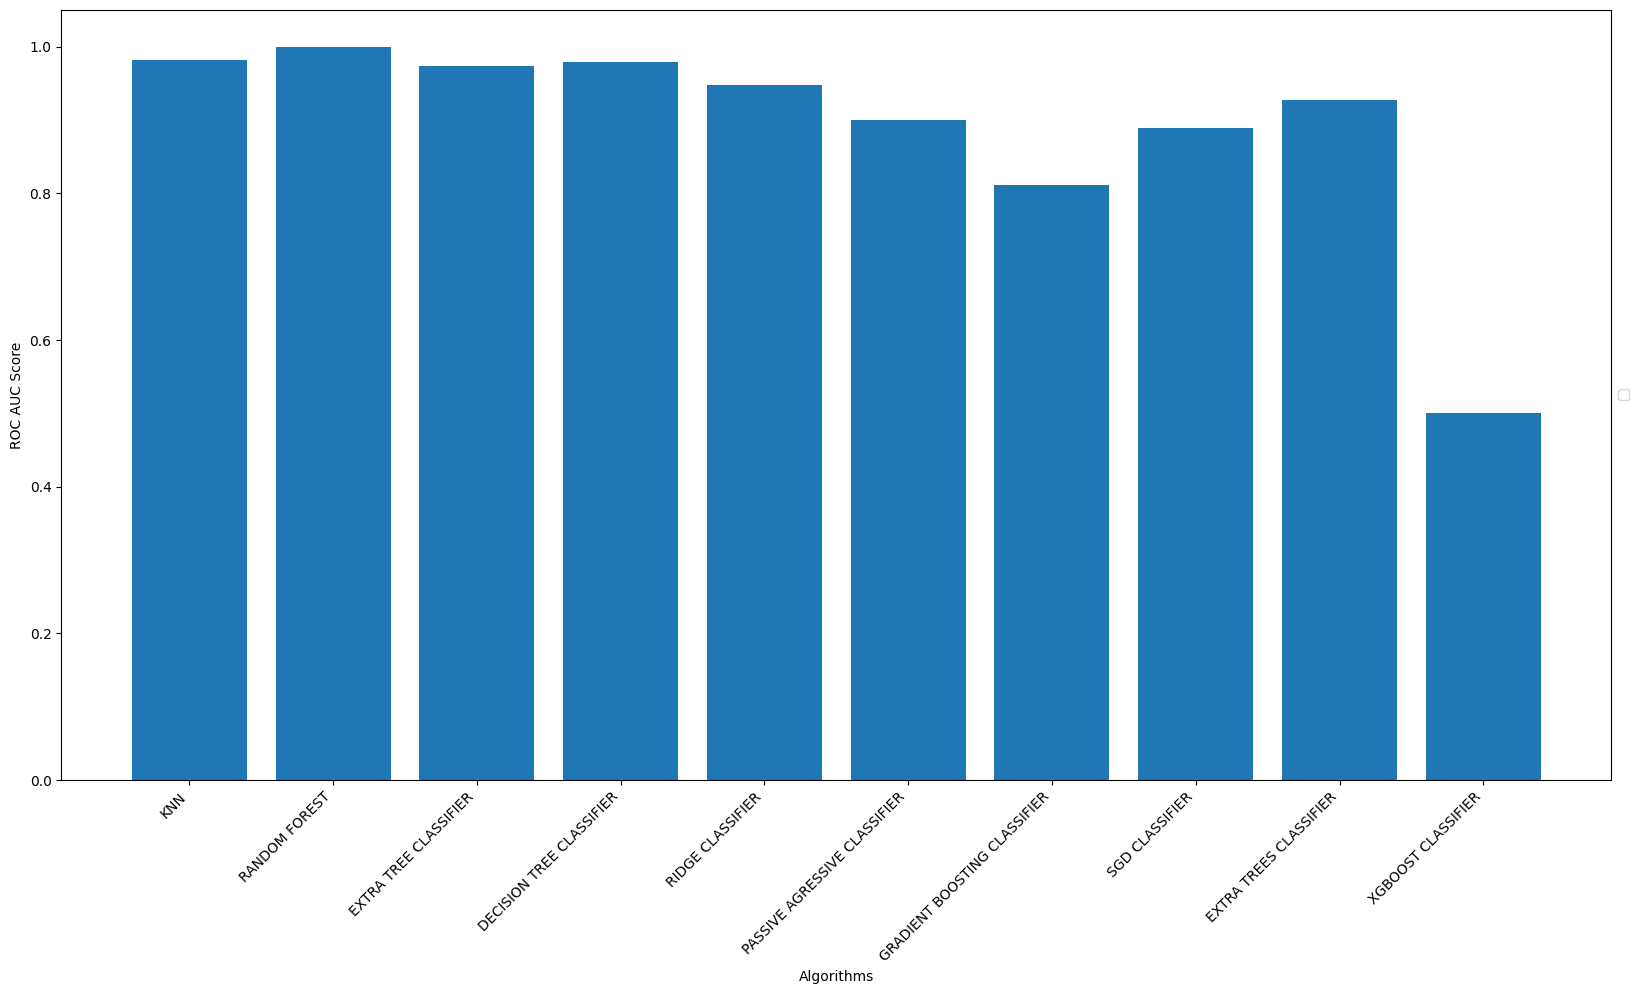 ROC AUC Score
1.0
0.8
0.6
0.4
0.2
0.0
KNN
RANDOM FOREST
EXTRA TREE CLASSIFIER
DECISION TREE CLASSIFIER
RIDGE CLASSIFIER
PASSIVE AGRESSIVE CLASSIFIER
GRADIENT BOOSTING CLASSIFIER
SGD CLASSIFIER
EXTRA TREES CLASSIFIER
XGBOOST CLASSIFIER
Algorithms